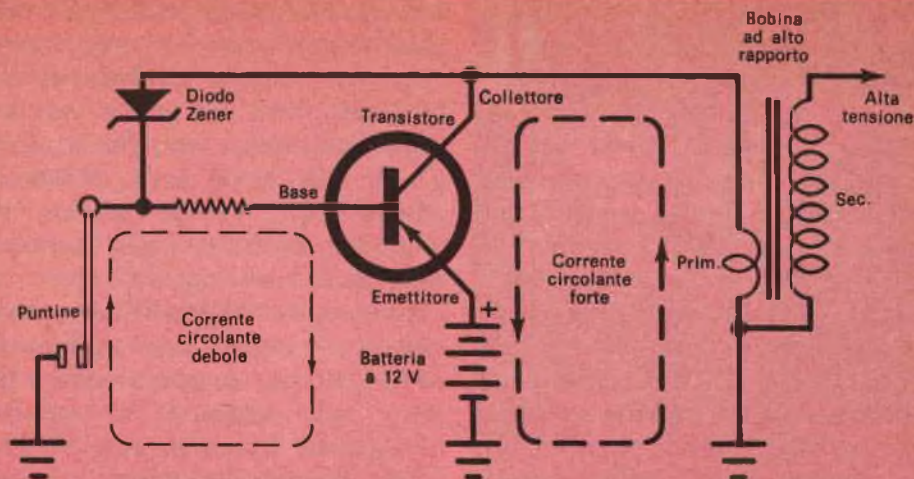 Bobina
ad alto
rapporto
Diodo
Zener
Transistore
Collettore
Alta
tensione
Base
Sec.
Puntine
Corrente
circolante
debole
Emettitore
+
Batteria
a 12 V
Corrente
circolante
forte
Prim.